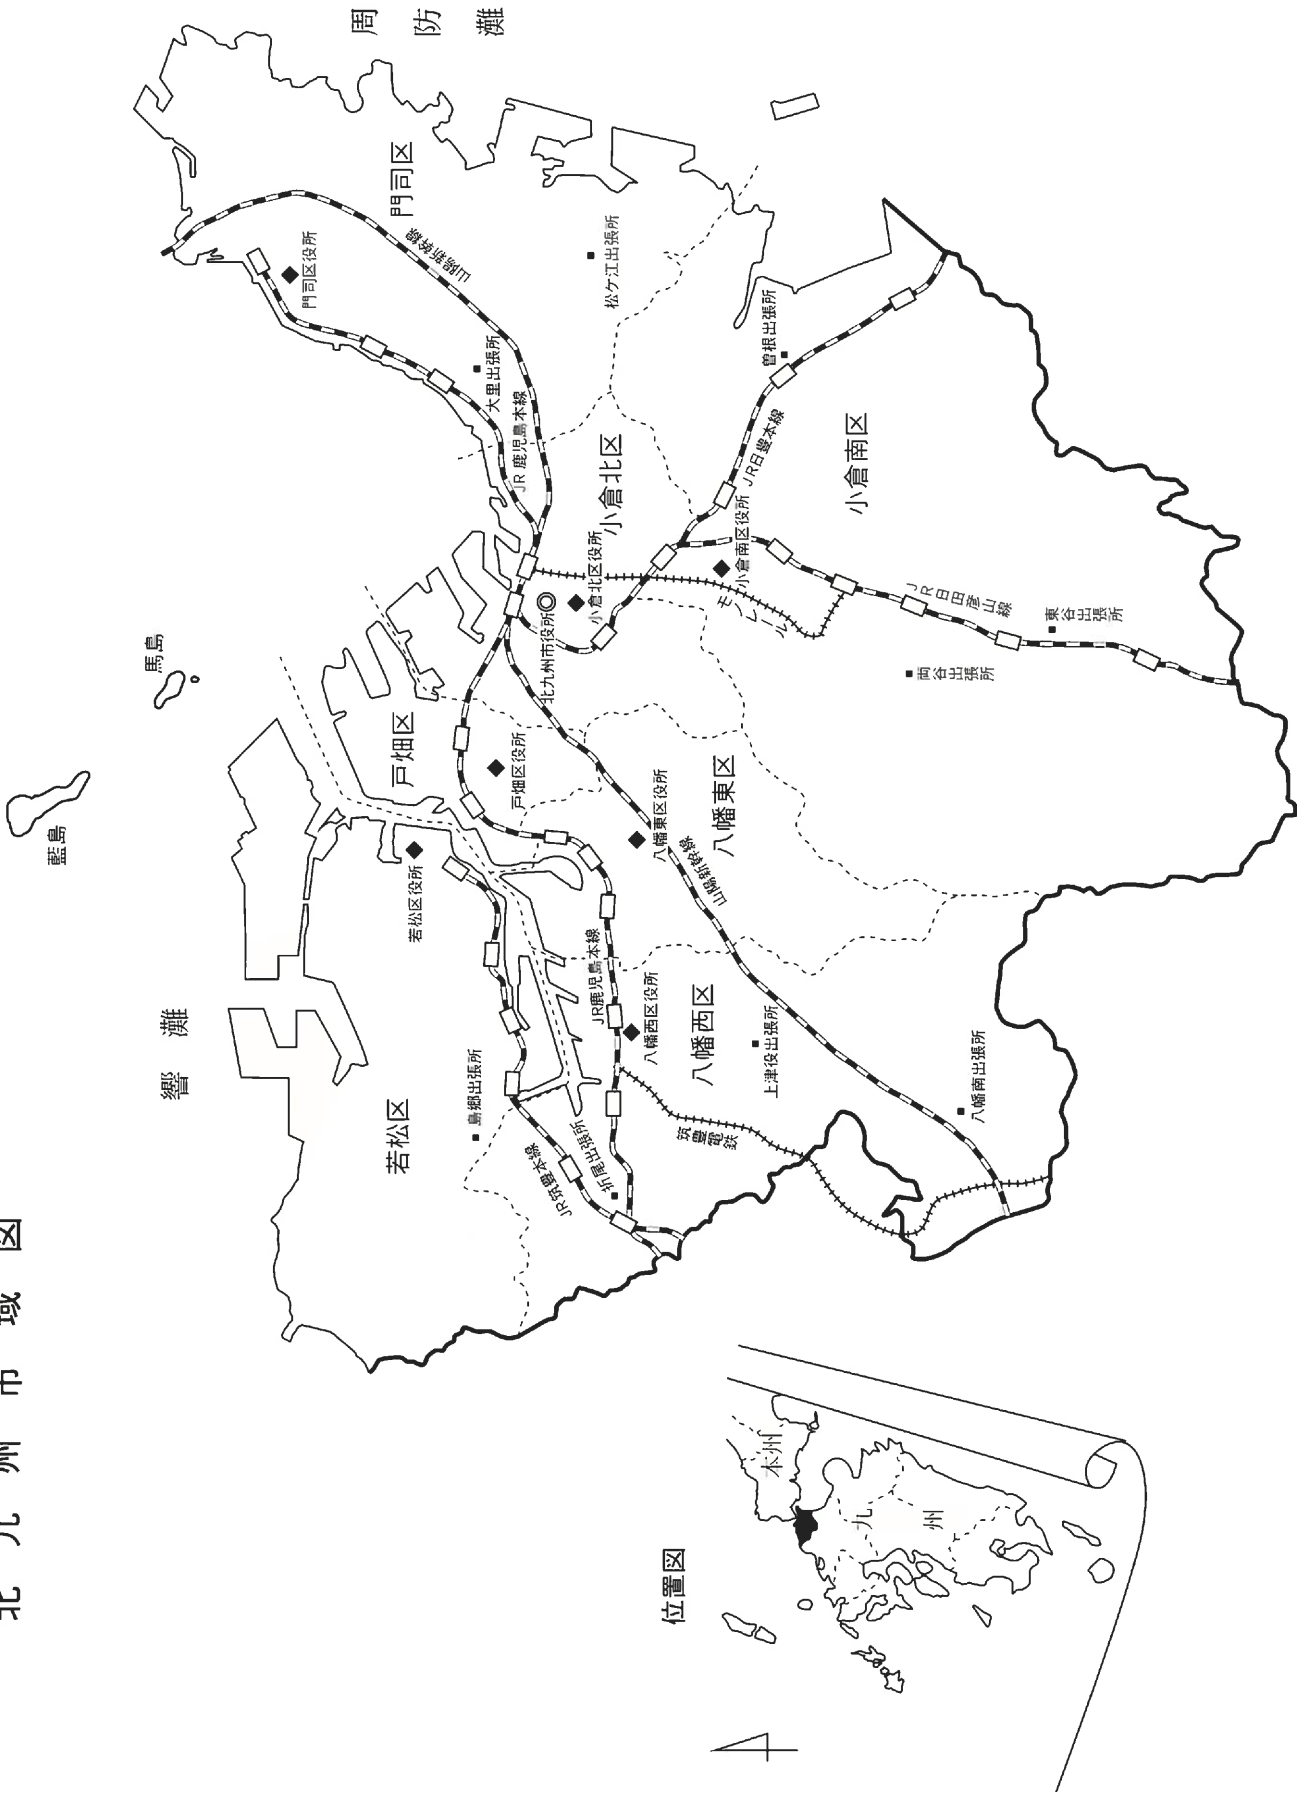 北九州市域図
周防灘
馬島
藍島
響灘
門司区
門司区役所
山陽新幹線
松ケ江出張所
大里出張所
JR鹿児島本線
曽根出張所
小倉北区
小倉北区役所
JR日豊本線
小倉南区
小倉南区役所
モノレール
JR日田彦山線
東谷出張所
両谷出張所
北九州市役所
戸畑区
戸畑区役所
八幡東区
八幡東区役所
山陽新幹線
若松区役所
JR鹿児島本線
八幡西区
八幡西区役所
上津役出張所
八幡南出張所
若松区
島郷出張所
折尾出張所
JR筑豊本線
筑豊電鉄
位置図
本州
九州